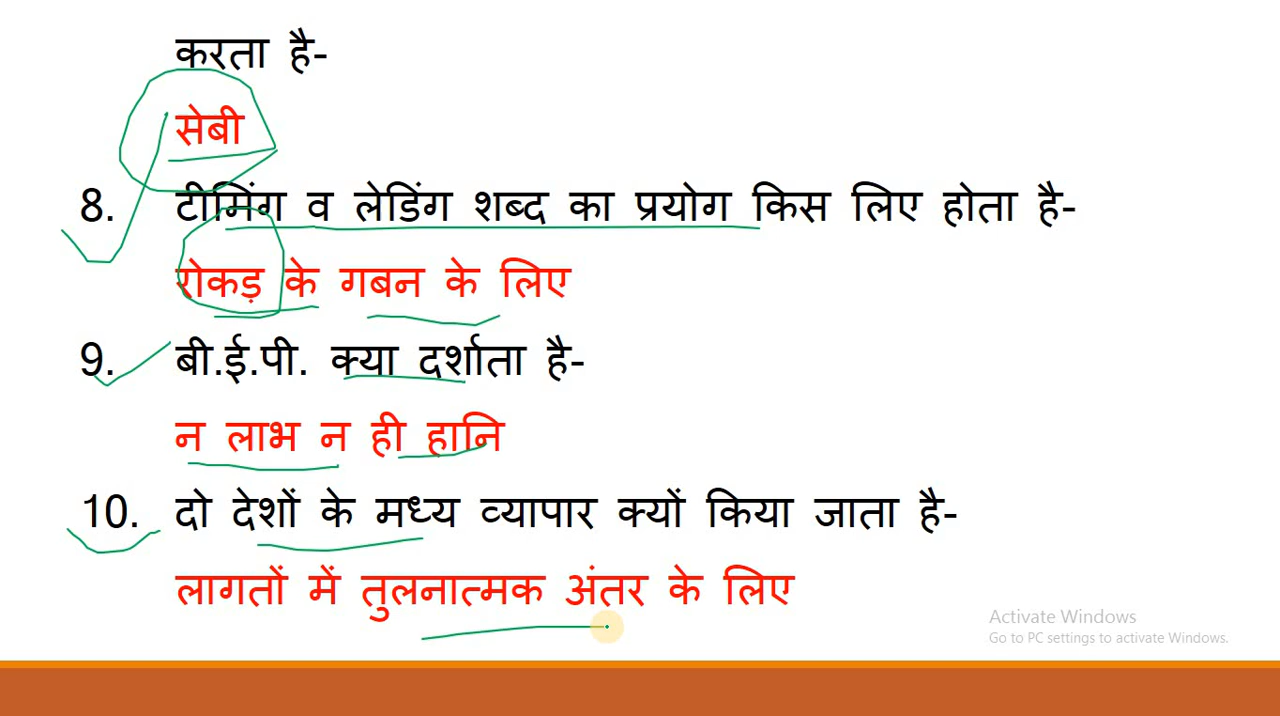 करता है-
सेबी
8. टीमिंग व लेडिंग शब्द का प्रयोग किस लिए होता है-
रोकड़ के गबन के लिए
9. बी.ई.पी. क्या दर्शाता है-
न लाभ न ही हानि
10. दो देशों के मध्य व्यापार क्यों किया जाता है-
लागतों में तुलनात्मक अंतर के लिए
Activate Windows
Go to PC settings to activate Windows.